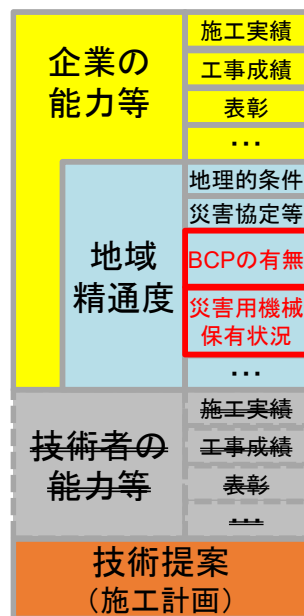 企業の
能力等
施工実績
工事成績
表彰
…
地域
精通度
地理的条件
災害協定等
BCPの有無
災害用機械
保有状況
…
技術者の
能力等
施工実績
工事成績
表彰
…
技術提案
（施工計画）